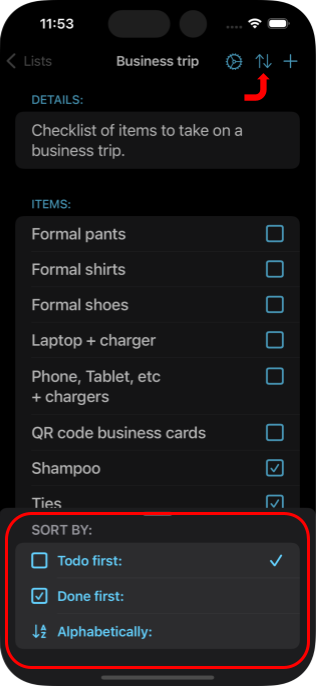 11:53
Lists
Business trip
DETAILS:
Checklist of items to take on a
business trip.
ITEMS:
Formal pants
Formal shirts
Formal shoes
Laptop + charger
Phone, Tablet, etc
+ chargers
QR code business cards
Shampoo
Ties
SORT BY:
Todo first:
Done first:
Alphabetically: